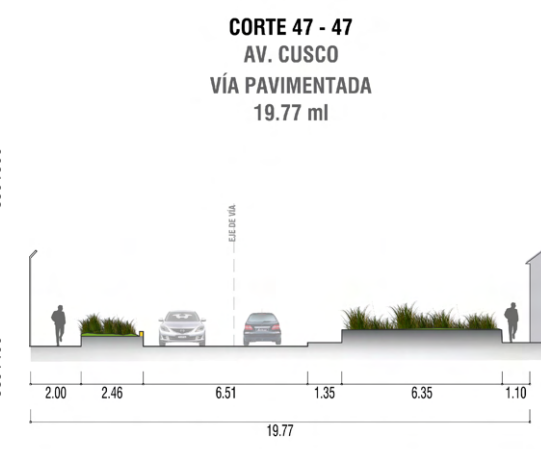 CORTE 47 - 47
AV. CUSCO
VÍA PAVIMENTADA
19.77 ml
EJE DE VÍA
2.00 2.46 6.51 1.35 6.35 1.10
19.77